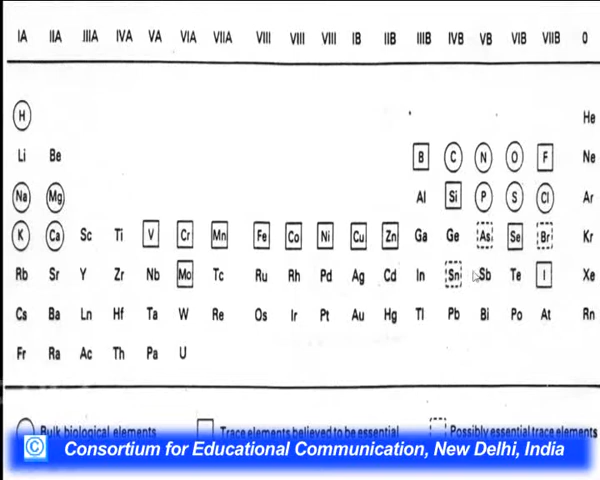 IA IIA IIIA IVA VA VIA VIIA VIII VIII VIII IB IIB IIIB IVB VB VIB VIIB 0
H He
Li Be B C N O F Ne
Na Mg Al Si P S Cl Ar
K Ca Sc Ti V Cr Mn Fe Co Ni Cu Zn Ga Ge As Se Br Kr
Rb Sr Y Zr Nb Mo Tc Ru Rh Pd Ag Cd In Sn Sb Te I Xe
Cs Ba Ln Hf Ta W Re Os Ir Pt Au Hg Tl Pb Bi Po At Rn
Fr Ra Ac Th Pa U
Bulk biological elements Trace elements believed to be essential Possibly essential trace elements
© Consortium for Educational Communication, New Delhi, India